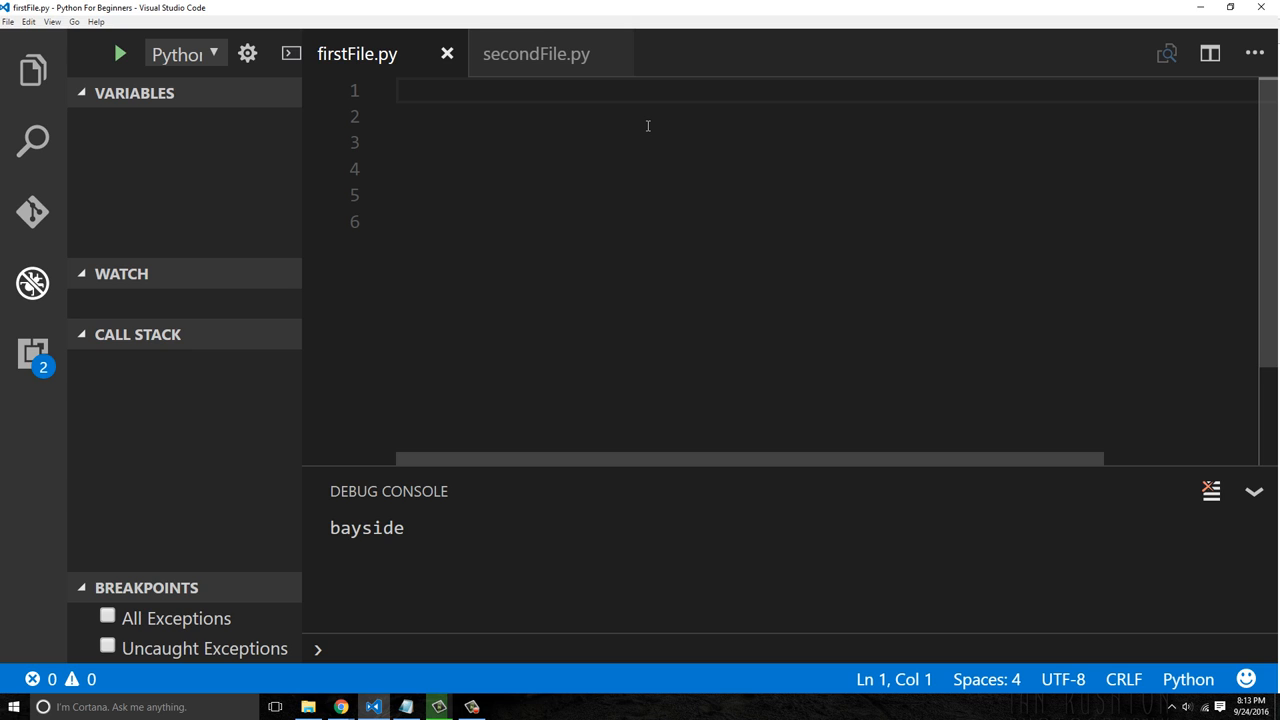 firstFile.py - Python For Beginners - Visual Studio Code
File Edit View Go Help
Python
firstFile.py
secondFile.py
VARIABLES
1
2
3
4
5
6
WATCH
CALL STACK
2
DEBUG CONSOLE
bayside
BREAKPOINTS
All Exceptions
Uncaught Exceptions
0 0
Ln 1, Col 1 Spaces: 4 UTF-8 CRLF Python
I'm Cortana. Ask me anything.
8:13 PM
9/24/2016